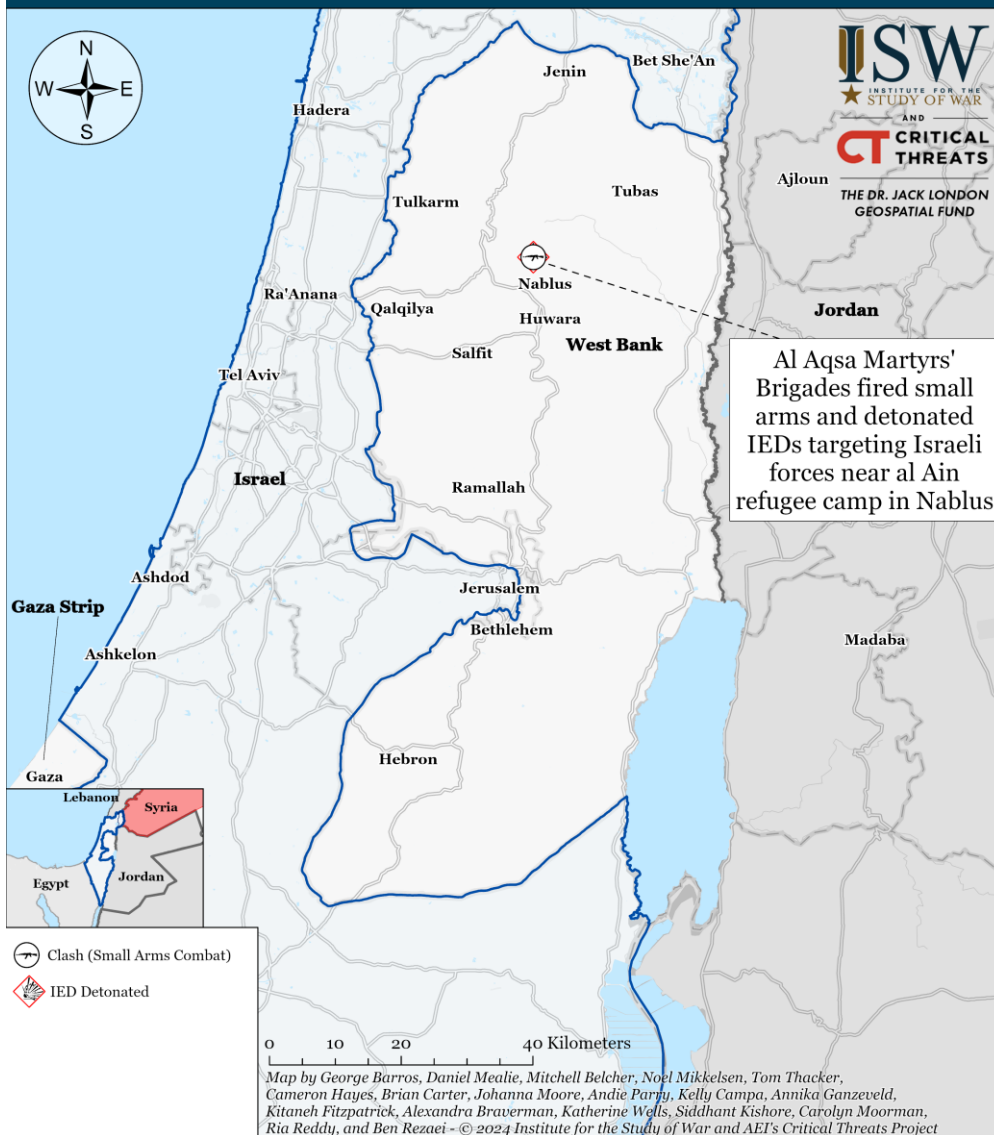 N
W E
S
ISW
INSTITUTE FOR THE
STUDY OF WAR
AND
CT CRITICAL
THREATS
THE DR. JACK LONDON
GEOSPATIAL FUND
Jenin
Bet She'An
Hadera
Ajloun
Tubas
Tulkarm
Nablus
Ra'Anana
Qalqilya
Huwara
Jordan
West Bank
Salfit
Tel Aviv
Al Aqsa Martyrs'
Brigades fired small
arms and detonated
IEDs targeting Israeli
forces near al Ain
refugee camp in Nablus
Israel
Ramallah
Ashdod
Jerusalem
Gaza Strip
Bethlehem
Madaba
Ashkelon
Hebron
Gaza
Lebanon
Syria
Egypt
Jordan
Clash (Small Arms Combat)
IED Detonated
0 10 20 40 Kilometers
Map by George Barros, Daniel Mealie, Mitchell Belcher, Noel Mikkelsen, Tom Thacker,
Cameron Hayes, Brian Carter, Johanna Moore, Andie Parry, Kelly Campa, Annika Ganzeveld,
Kitaneh Fitzpatrick, Alexandra Braverman, Katherine Wells, Siddhant Kishore, Carolyn Moorman,
Ria Reddy, and Ben Rezaei - © 2024 Institute for the Study of War and AEI's Critical Threats Project